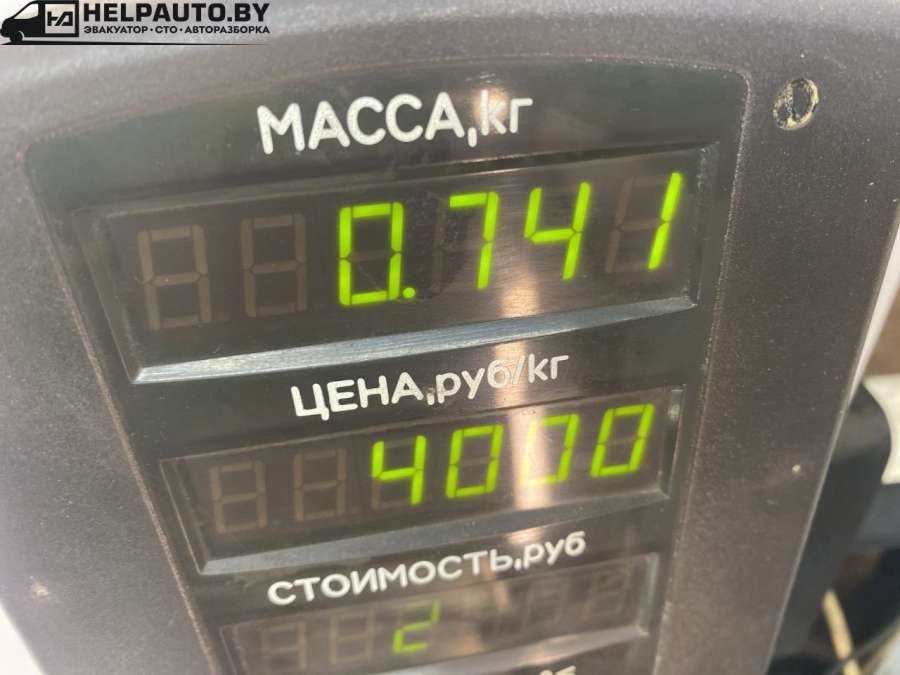 HELPAUTO.BY
ЭВАКУАТОР • СТО • АВТОРАЗБОРКА
МАССА,кг
0.741
ЦЕНА,руб/кг
4000
СТОИМОСТЬ,руб
2